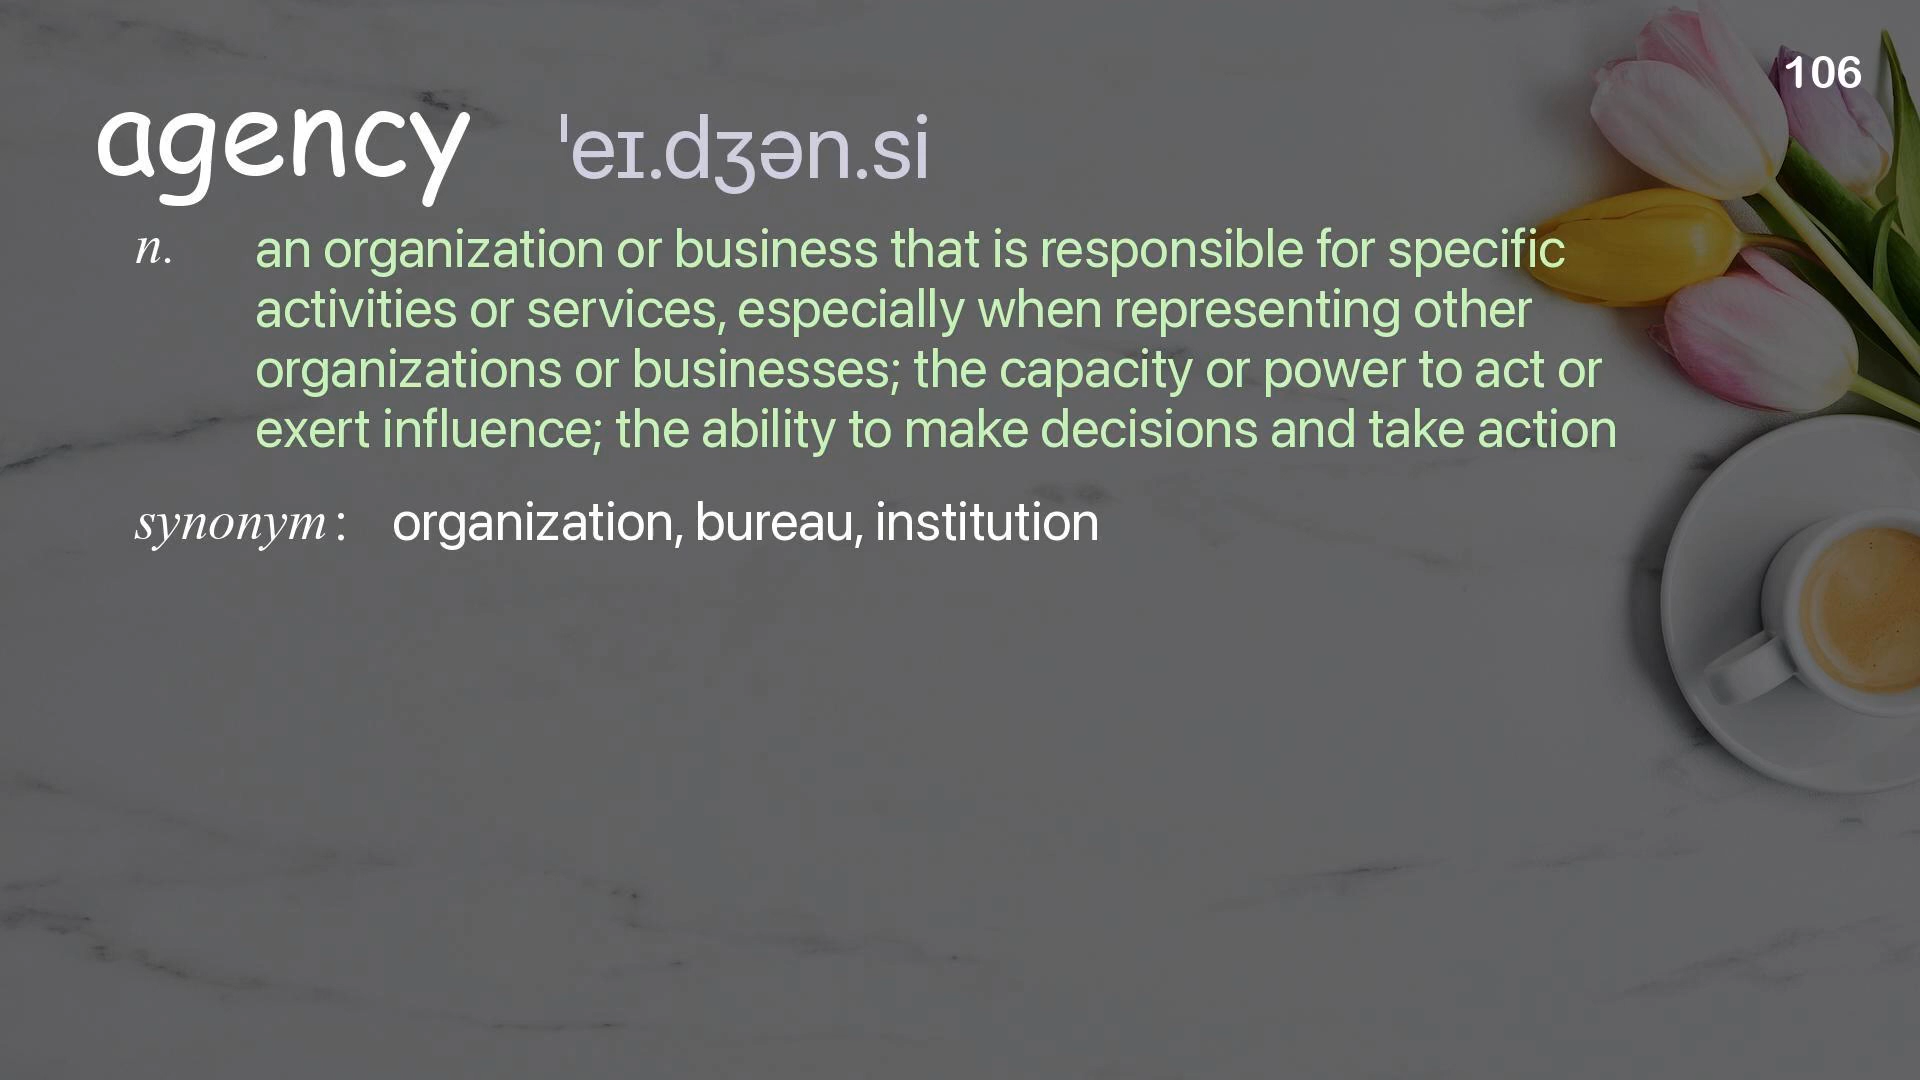 106
agency ˈeɪ.dʒən.si
n. an organization or business that is responsible for specific
activities or services, especially when representing other
organizations or businesses; the capacity or power to act or
exert influence; the ability to make decisions and take action
synonym: organization, bureau, institution